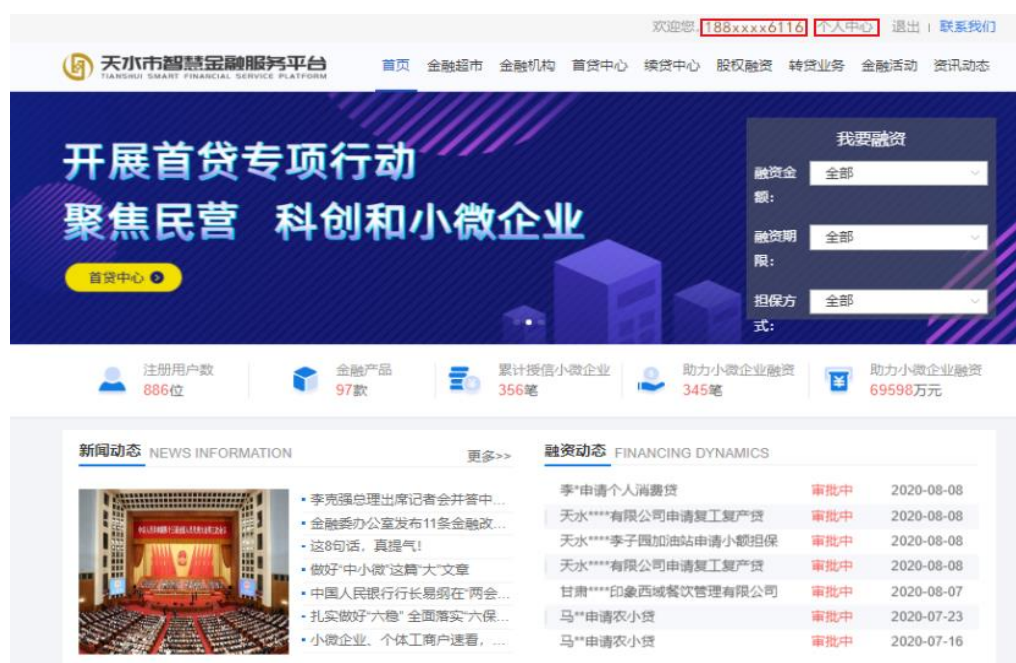 欢迎您, 188xxxx6116 个人中心 退出 | 联系我们
天水市智慧金融服务平台
TIANSHUI SMART FINANCIAL SERVICE PLATFORM
首页 金融超市 金融机构 首贷中心 续贷中心 股权融资 转贷业务 金融活动 资讯动态
开展首贷专项行动
聚焦民营 科创和小微企业
首贷中心
我要融资
融资金额: 全部
融资期限: 全部
担保方式: 全部
注册用户数
886位
金融产品
97款
累计授信小微企业
356笔
助力小微企业融资
345笔
助力小微企业融资
69598万元
新闻动态 NEWS INFORMATION 更多>>
李克强总理出席记者会并答中...
金融委办公室发布11条金融改...
这8句话，真提气!
做好“中小微”这篇“大”文章
中国人民银行行长易纲在“两会...
扎实做好“六稳” 全面落实“六保...
小微企业、个体工商户速看，...
融资动态 FINANCING DYNAMICS
李*申请个人消费贷 审批中 2020-08-08
天水****有限公司申请复工复产贷 审批中 2020-08-08
天水****李子园加油站申请小额担保 审批中 2020-08-08
天水****有限公司申请复工复产贷 审批中 2020-08-08
甘肃****印象西域餐饮管理有限公司 审批中 2020-08-07
马**申请农小贷 审批中 2020-07-23
马**申请农小贷 审批中 2020-07-16